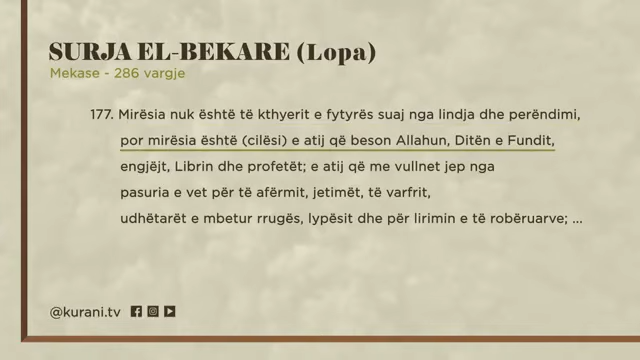 SURJA EL-BEKARE (Lopa)
Mekase - 286 vargje
177. Mirësia nuk është të kthyerit e fytyrës suaj nga lindja dhe perëndimi,
por mirësia është (cilësi) e atij që beson Allahun, Ditën e Fundit,
engjëjt, Librin dhe profetët; e atij që me vullnet jep nga
pasuria e vet për të afërmit, jetimët, të varfrit,
udhëtarët e mbetur rrugës, lypësit dhe për lirimin e të robëruarve; ...
@kurani.tv